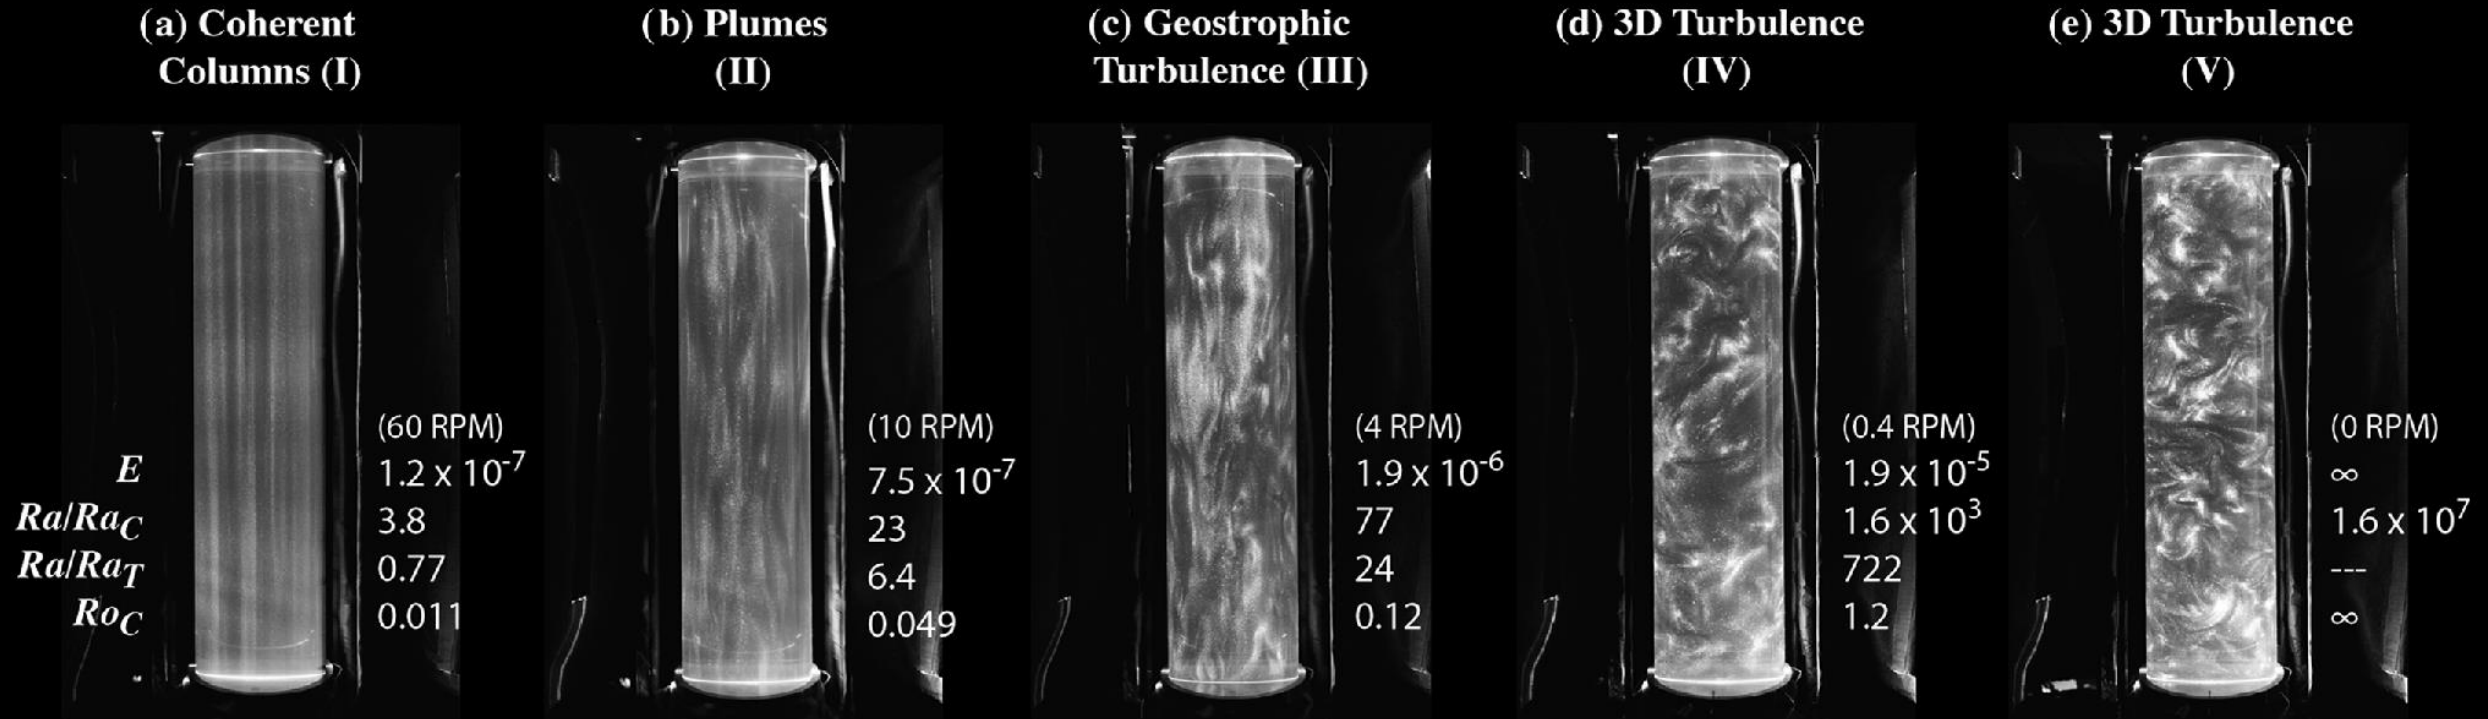 (a) Coherent
Columns (I)
(b) Plumes
(II)
(c) Geostrophic
Turbulence (III)
(d) 3D Turbulence
(IV)
(e) 3D Turbulence
(V)
(60 RPM)
(10 RPM)
(4 RPM)
(0.4 RPM)
(0 RPM)
E 1.2 x 10⁻⁷ 7.5 x 10⁻⁷ 1.9 x 10⁻⁶ 1.9 x 10⁻⁵ ∞
Ra/Ra_C 3.8 23 77 1.6 x 10³ 1.6 x 10⁷
Ra/Ra_T 0.77 6.4 24 722 ---
Ro_C 0.011 0.049 0.12 1.2 ∞